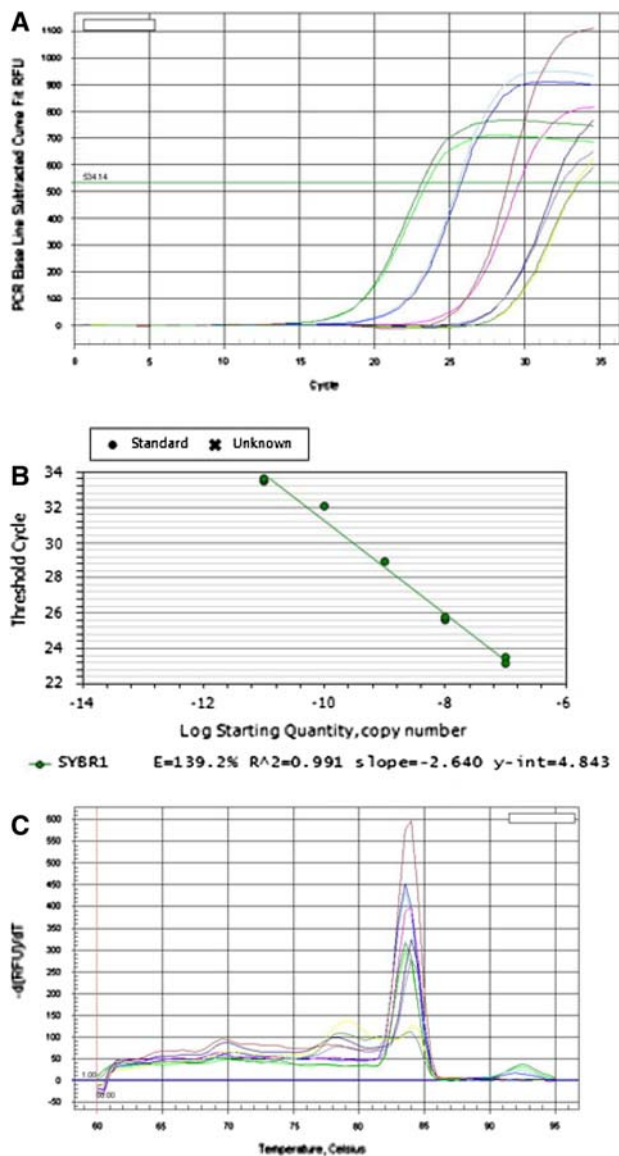 A
PCR Base Line Subtracted Curve Fit RFU
1100
1000
900
800
700
600
500
400
300
200
100
0
534.14
0 5 10 15 20 25 30 35
Cycle
● Standard ✖ Unknown
B
Threshold Cycle
34
32
30
28
26
24
22
-14 -12 -10 -8 -6
Log Starting Quantity, copy number
SYBR1 E=139.2% R^2=0.991 slope=-2.640 y-int=4.843
C
-d(RFU)/dT
600
550
500
450
400
350
300
250
200
150
100
50
0
-50
1.00
60 65 70 75 80 85 90 95
Temperature, Celsius